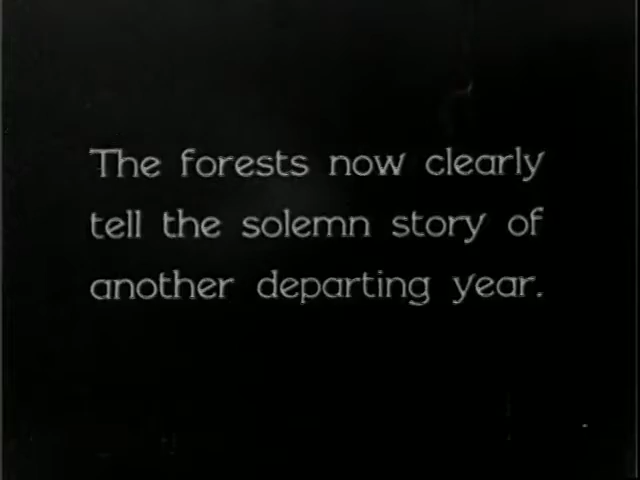 The forests now clearly
tell the solemn story of
another departing year.